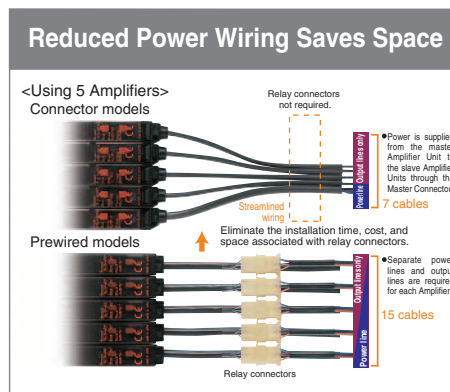 Reduced Power Wiring Saves Space
<Using 5 Amplifiers>
Connector models
Relay connectors
not required.
Streamlined
wiring
Power line
Output lines only
●Power is supplie
from the maste
Amplifier Unit t
the slave Amplifie
Units through th
Master Connector
7 cables
Eliminate the installation time, cost, and
space associated with relay connectors.
Prewired models
Relay connectors
Power line
Output lines only
●Separate powe
lines and outpu
lines are require
for each Amplifier
15 cables